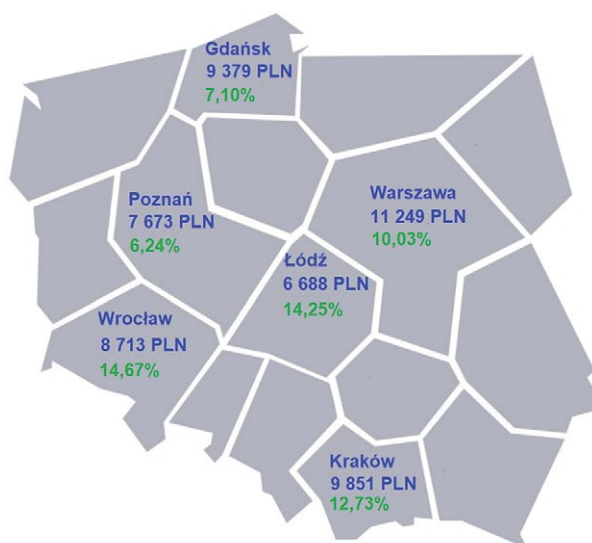 Gdańsk
9 379 PLN
7,10%
Poznań
7 673 PLN
6,24%
Warszawa
11 249 PLN
10,03%
Łódź
6 688 PLN
14,25%
Wrocław
8 713 PLN
14,67%
Kraków
9 851 PLN
12,73%